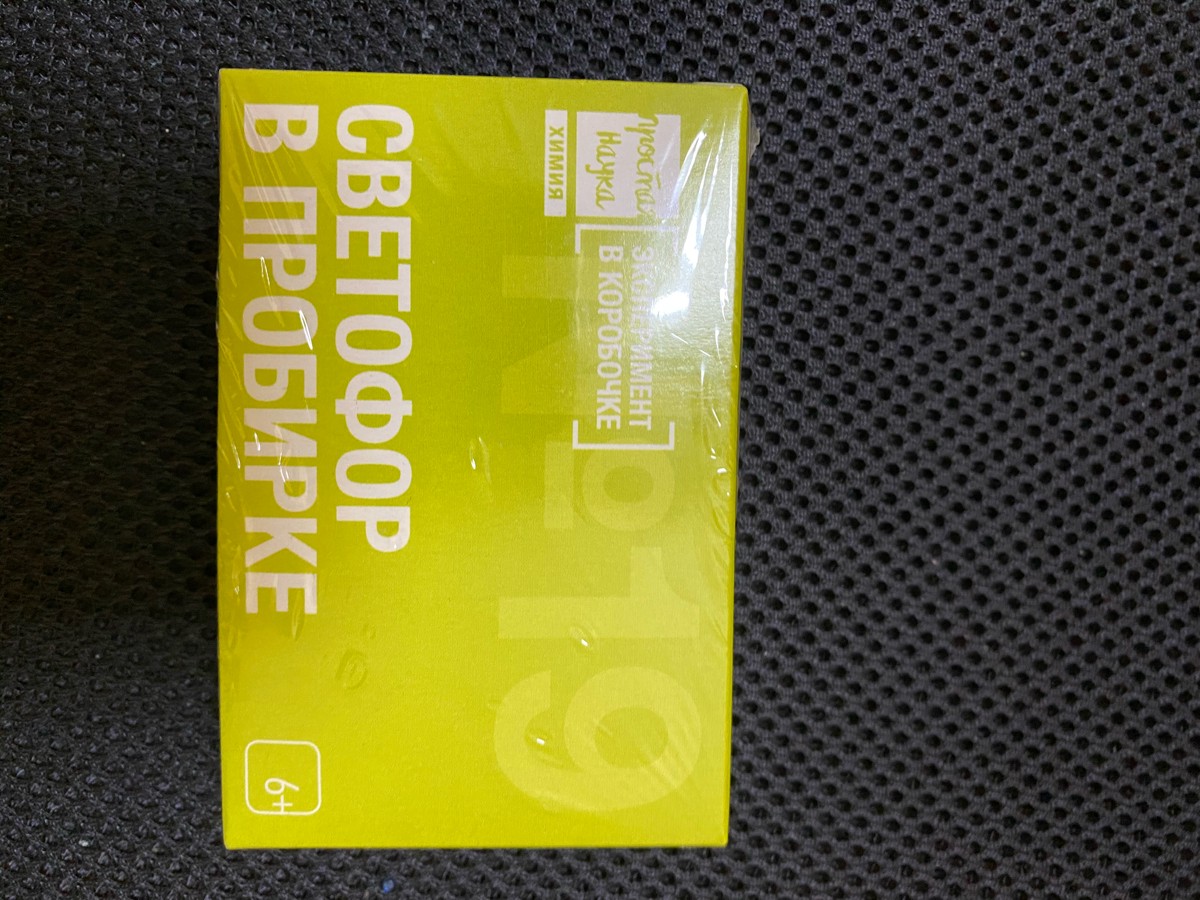 простая
наука
ХИМИЯ
ЭКСПЕРИМЕНТ
В КОРОБОЧКЕ
№19
СВЕТОФОР
В ПРОБИРКЕ
6+